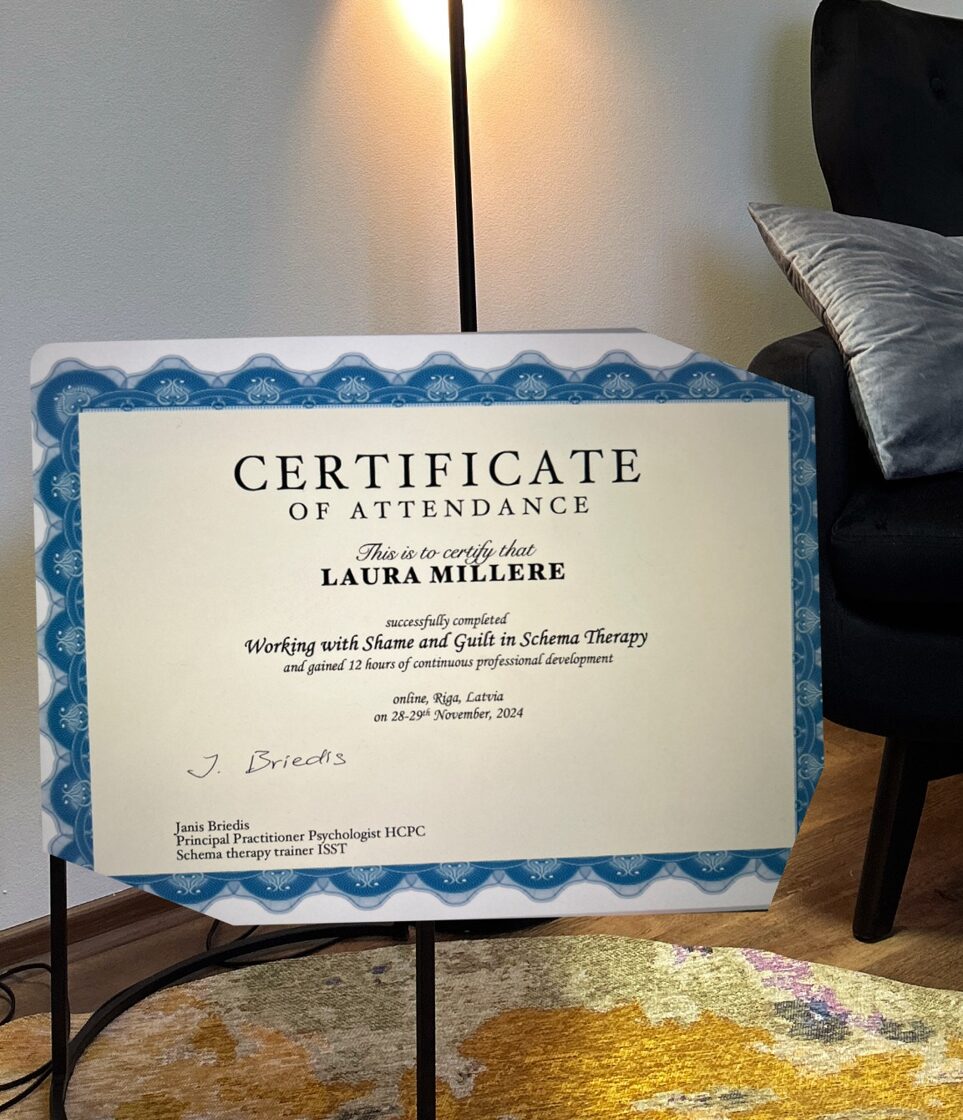 CERTIFICATE
OF ATTENDANCE
This is to certify that
LAURA MILLERE
successfully completed
Working with Shame and Guilt in Schema Therapy
and gained 12 hours of continuous professional development
online, Riga, Latvia
on 28-29th November, 2024
J. Briedis
Janis Briedis
Principal Practitioner Psychologist HCPC
Schema therapy trainer ISST